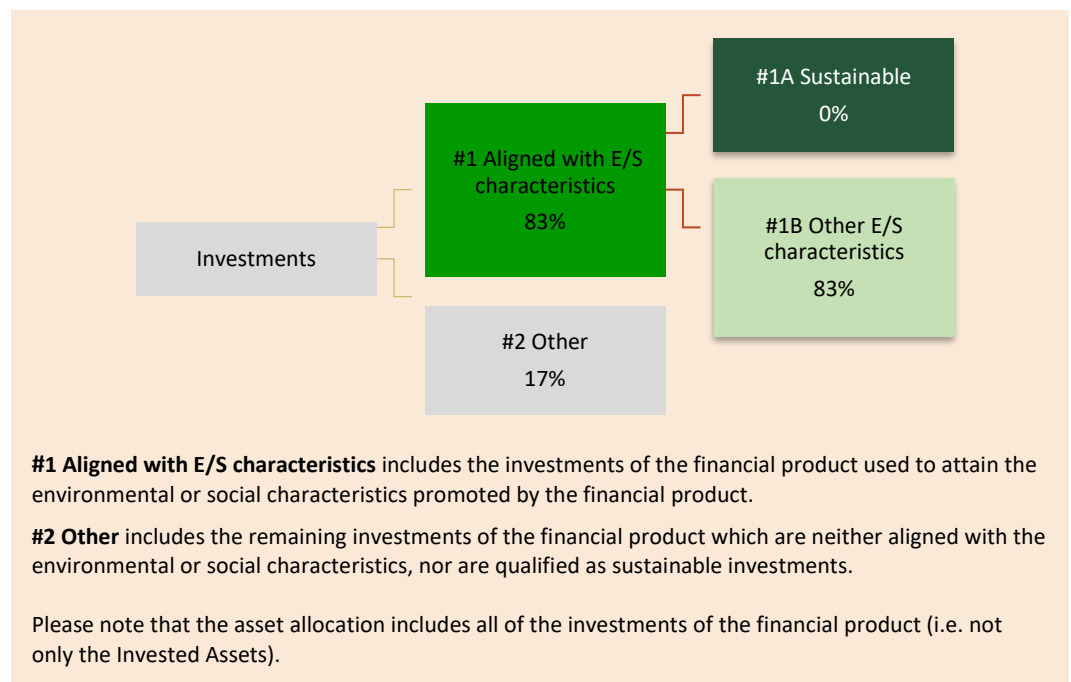 Investments
#1 Aligned with E/S
characteristics
83%
#2 Other
17%
#1A Sustainable
0%
#1B Other E/S
characteristics
83%
#1 Aligned with E/S characteristics includes the investments of the financial product used to attain the
environmental or social characteristics promoted by the financial product.
#2 Other includes the remaining investments of the financial product which are neither aligned with the
environmental or social characteristics, nor are qualified as sustainable investments.
Please note that the asset allocation includes all of the investments of the financial product (i.e. not
only the Invested Assets).